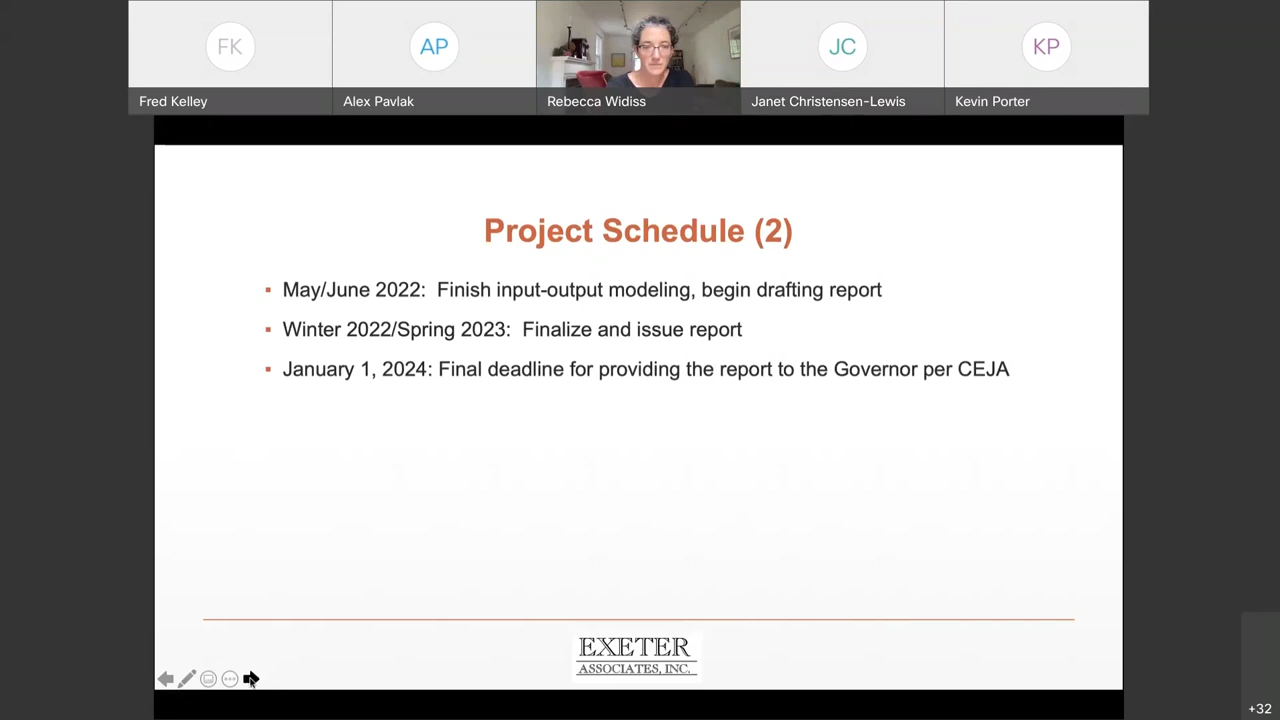 FK
AP
JC
KP
Fred Kelley
Alex Pavlak
Rebecca Widiss
Janet Christensen-Lewis
Kevin Porter
Project Schedule (2)
▪ May/June 2022: Finish input-output modeling, begin drafting report
▪ Winter 2022/Spring 2023: Finalize and issue report
▪ January 1, 2024: Final deadline for providing the report to the Governor per CEJA
EXETER
ASSOCIATES, INC.
+32